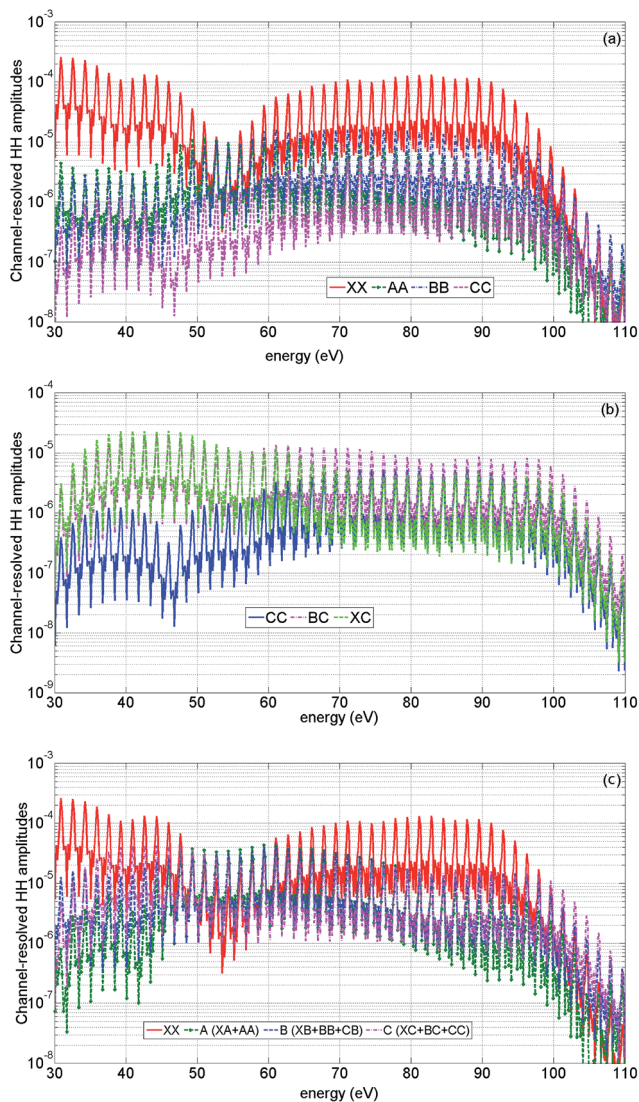 (a)
Channel-resolved HH amplitudes
10⁻³
10⁻⁴
10⁻⁵
10⁻⁶
10⁻⁷
10⁻⁸
XX AA BB CC
30 40 50 60 70 80 90 100 110
energy (eV)
(b)
Channel-resolved HH amplitudes
10⁻⁴
10⁻⁵
10⁻⁶
10⁻⁷
10⁻⁸
10⁻⁹
CC BC XC
30 40 50 60 70 80 90 100 110
energy (eV)
(c)
Channel-resolved HH amplitudes
10⁻³
10⁻⁴
10⁻⁵
10⁻⁶
10⁻⁷
10⁻⁸
XX A (XA+AA) B (XB+BB+CB) C (XC+BC+CC)
30 40 50 60 70 80 90 100 110
energy (eV)